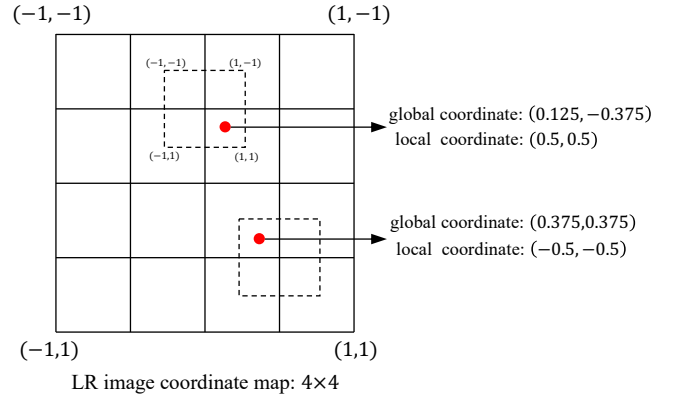 (−1,−1) (1,−1)
(−1,−1) (1,−1)
global coordinate: (0.125, −0.375)
local coordinate: (0.5, 0.5)
(−1,1) (1,1)
global coordinate: (0.375,0.375)
local coordinate: (−0.5, −0.5)
(−1,1) (1,1)
LR image coordinate map: 4×4